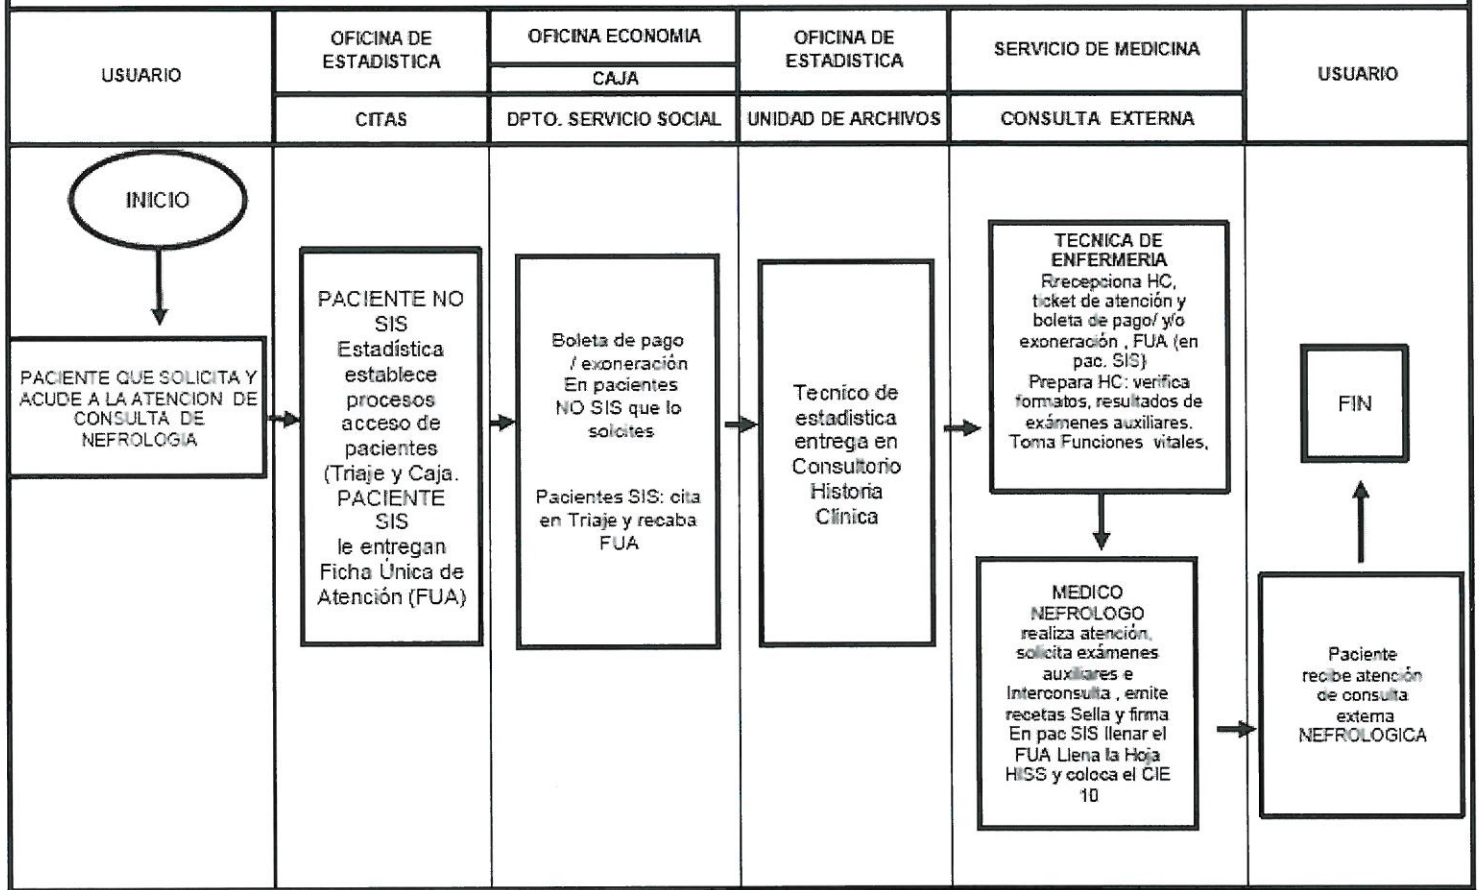 USUARIO
OFICINA DE
ESTADISTICA
CITAS
OFICINA ECONOMIA
CAJA
DPTO. SERVICIO SOCIAL
OFICINA DE
ESTADISTICA
UNIDAD DE ARCHIVOS
SERVICIO DE MEDICINA
CONSULTA EXTERNA
USUARIO
INICIO
PACIENTE QUE SOLICITA Y
ACUDE A LA ATENCION DE
CONSULTA DE
NEFROLOGIA
PACIENTE NO
SIS
Estadística
establece
procesos
acceso de
pacientes
(Triaje y Caja.
PACIENTE
SIS
le entregan
Ficha Única de
Atención (FUA)
Boleta de pago
/ exoneración
En pacientes
NO SIS que lo
solcites
Pacientes SIS: cita
en Triaje y recaba
FUA
Tecnico de
estadistica
entrega en
Consultorio
Historia
Clinica
TECNICA DE
ENFERMERIA
Rrecepciona HC,
ticket de atención y
boleta de pago/ y/o
exoneración , FUA (en
pac. SIS)
Prepara HC: verifica
formatos, resultados de
exámenes auxiliares.
Toma Funciones vitales,
MEDICO
NEFROLOGO
realiza atención,
solicita exámenes
auxiliares e
Interconsulta , emite
recetas Sella y firma
En pac SIS llenar el
FUA Llena la Hoja
HISS y coloca el CIE
10
Paciente
recibe atención
de consulta
externa
NEFROLOGICA
FIN